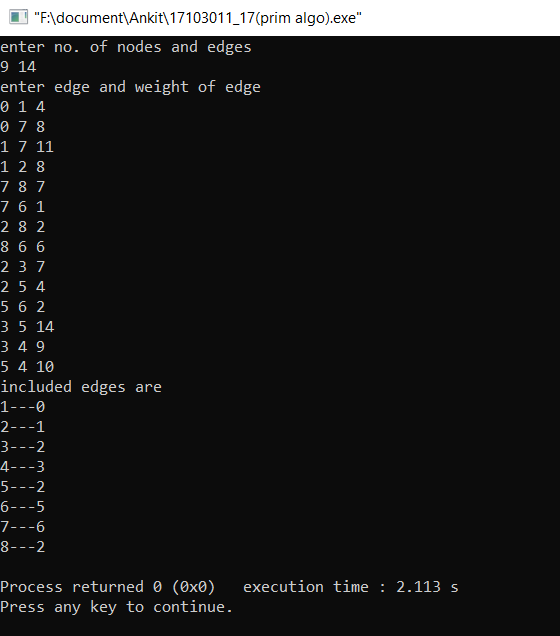 "F:\document\Ankit\17103011_17(prim algo).exe"
enter no. of nodes and edges
9 14
enter edge and weight of edge
0 1 4
0 7 8
1 7 11
1 2 8
7 8 7
7 6 1
2 8 2
8 6 6
2 3 7
2 5 4
5 6 2
3 5 14
3 4 9
5 4 10
included edges are
1---0
2---1
3---2
4---3
5---2
6---5
7---6
8---2
Process returned 0 (0x0)   execution time : 2.113 s
Press any key to continue.